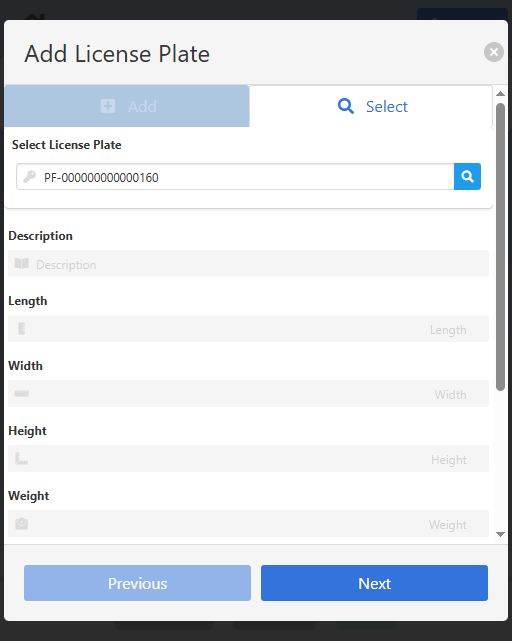 Add License Plate
Add
Select
Select License Plate
PF-000000000000160
Description
Description
Length
Length
Width
Width
Height
Height
Weight
Weight
Previous
Next